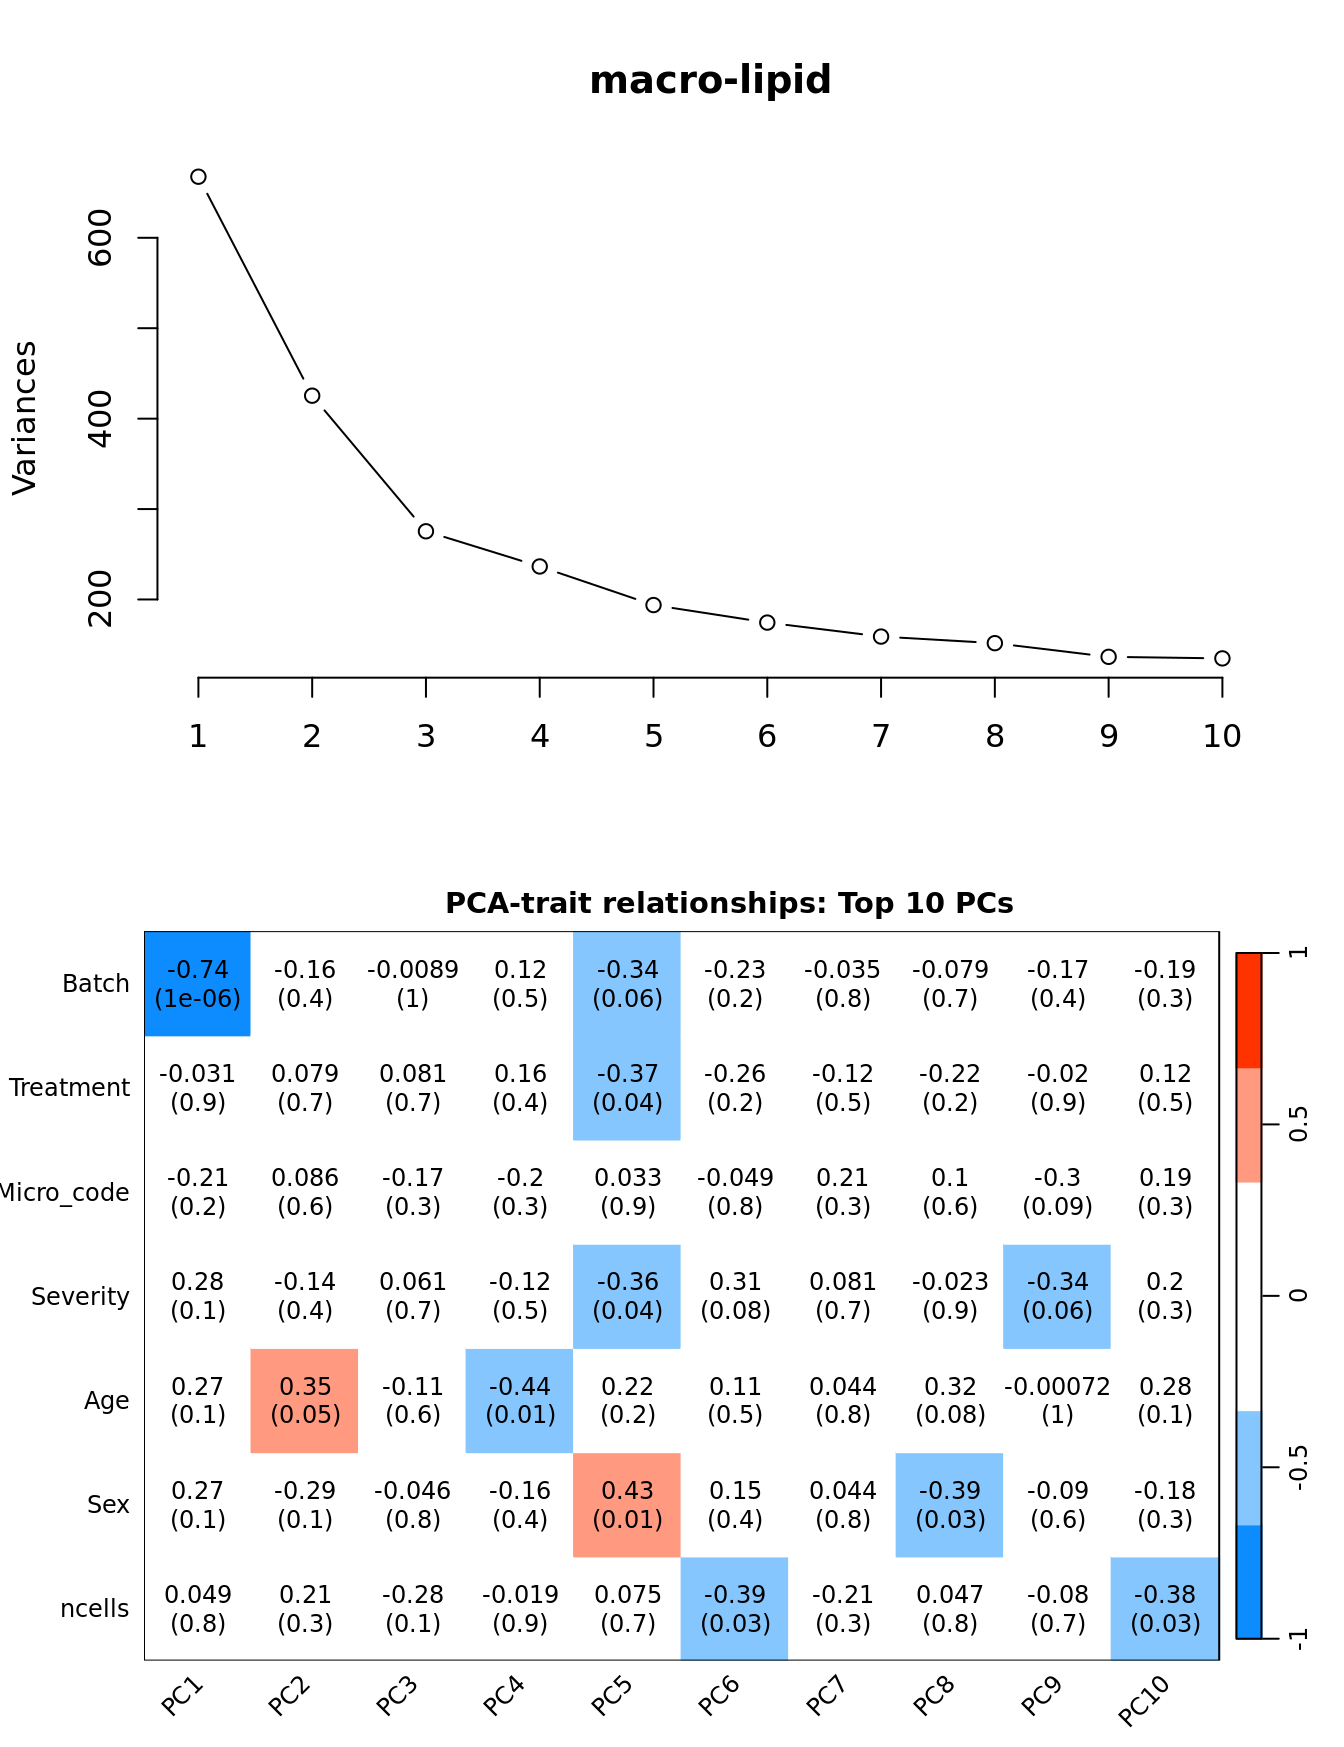 macro-lipid
Variances
600
400
200
1 2 3 4 5 6 7 8 9 10
PCA-trait relationships: Top 10 PCs
Batch -0.74 -0.16 -0.0089 0.12 -0.34 -0.23 -0.035 -0.079 -0.17 -0.19
(1e-06) (0.4) (1) (0.5) (0.06) (0.2) (0.8) (0.7) (0.4) (0.3)
Treatment -0.031 0.079 0.081 0.16 -0.37 -0.26 -0.12 -0.22 -0.02 0.12
(0.9) (0.7) (0.7) (0.4) (0.04) (0.2) (0.5) (0.2) (0.9) (0.5)
Micro_code -0.21 0.086 -0.17 -0.2 0.033 -0.049 0.21 0.1 -0.3 0.19
(0.2) (0.6) (0.3) (0.3) (0.9) (0.8) (0.3) (0.6) (0.09) (0.3)
Severity 0.28 -0.14 0.061 -0.12 -0.36 0.31 0.081 -0.023 -0.34 0.2
(0.1) (0.4) (0.7) (0.5) (0.04) (0.08) (0.7) (0.9) (0.06) (0.3)
Age 0.27 0.35 -0.11 -0.44 0.22 0.11 0.044 0.32 -0.00072 0.28
(0.1) (0.05) (0.6) (0.01) (0.2) (0.5) (0.8) (0.08) (1) (0.1)
Sex 0.27 -0.29 -0.046 -0.16 0.43 0.15 0.044 -0.39 -0.09 -0.18
(0.1) (0.1) (0.8) (0.4) (0.01) (0.4) (0.8) (0.03) (0.6) (0.3)
ncells 0.049 0.21 -0.28 -0.019 0.075 -0.39 -0.21 0.047 -0.08 -0.38
(0.8) (0.3) (0.1) (0.9) (0.7) (0.03) (0.3) (0.8) (0.7) (0.03)
PC1 PC2 PC3 PC4 PC5 PC6 PC7 PC8 PC9 PC10
1
0.5
0
-0.5
-1